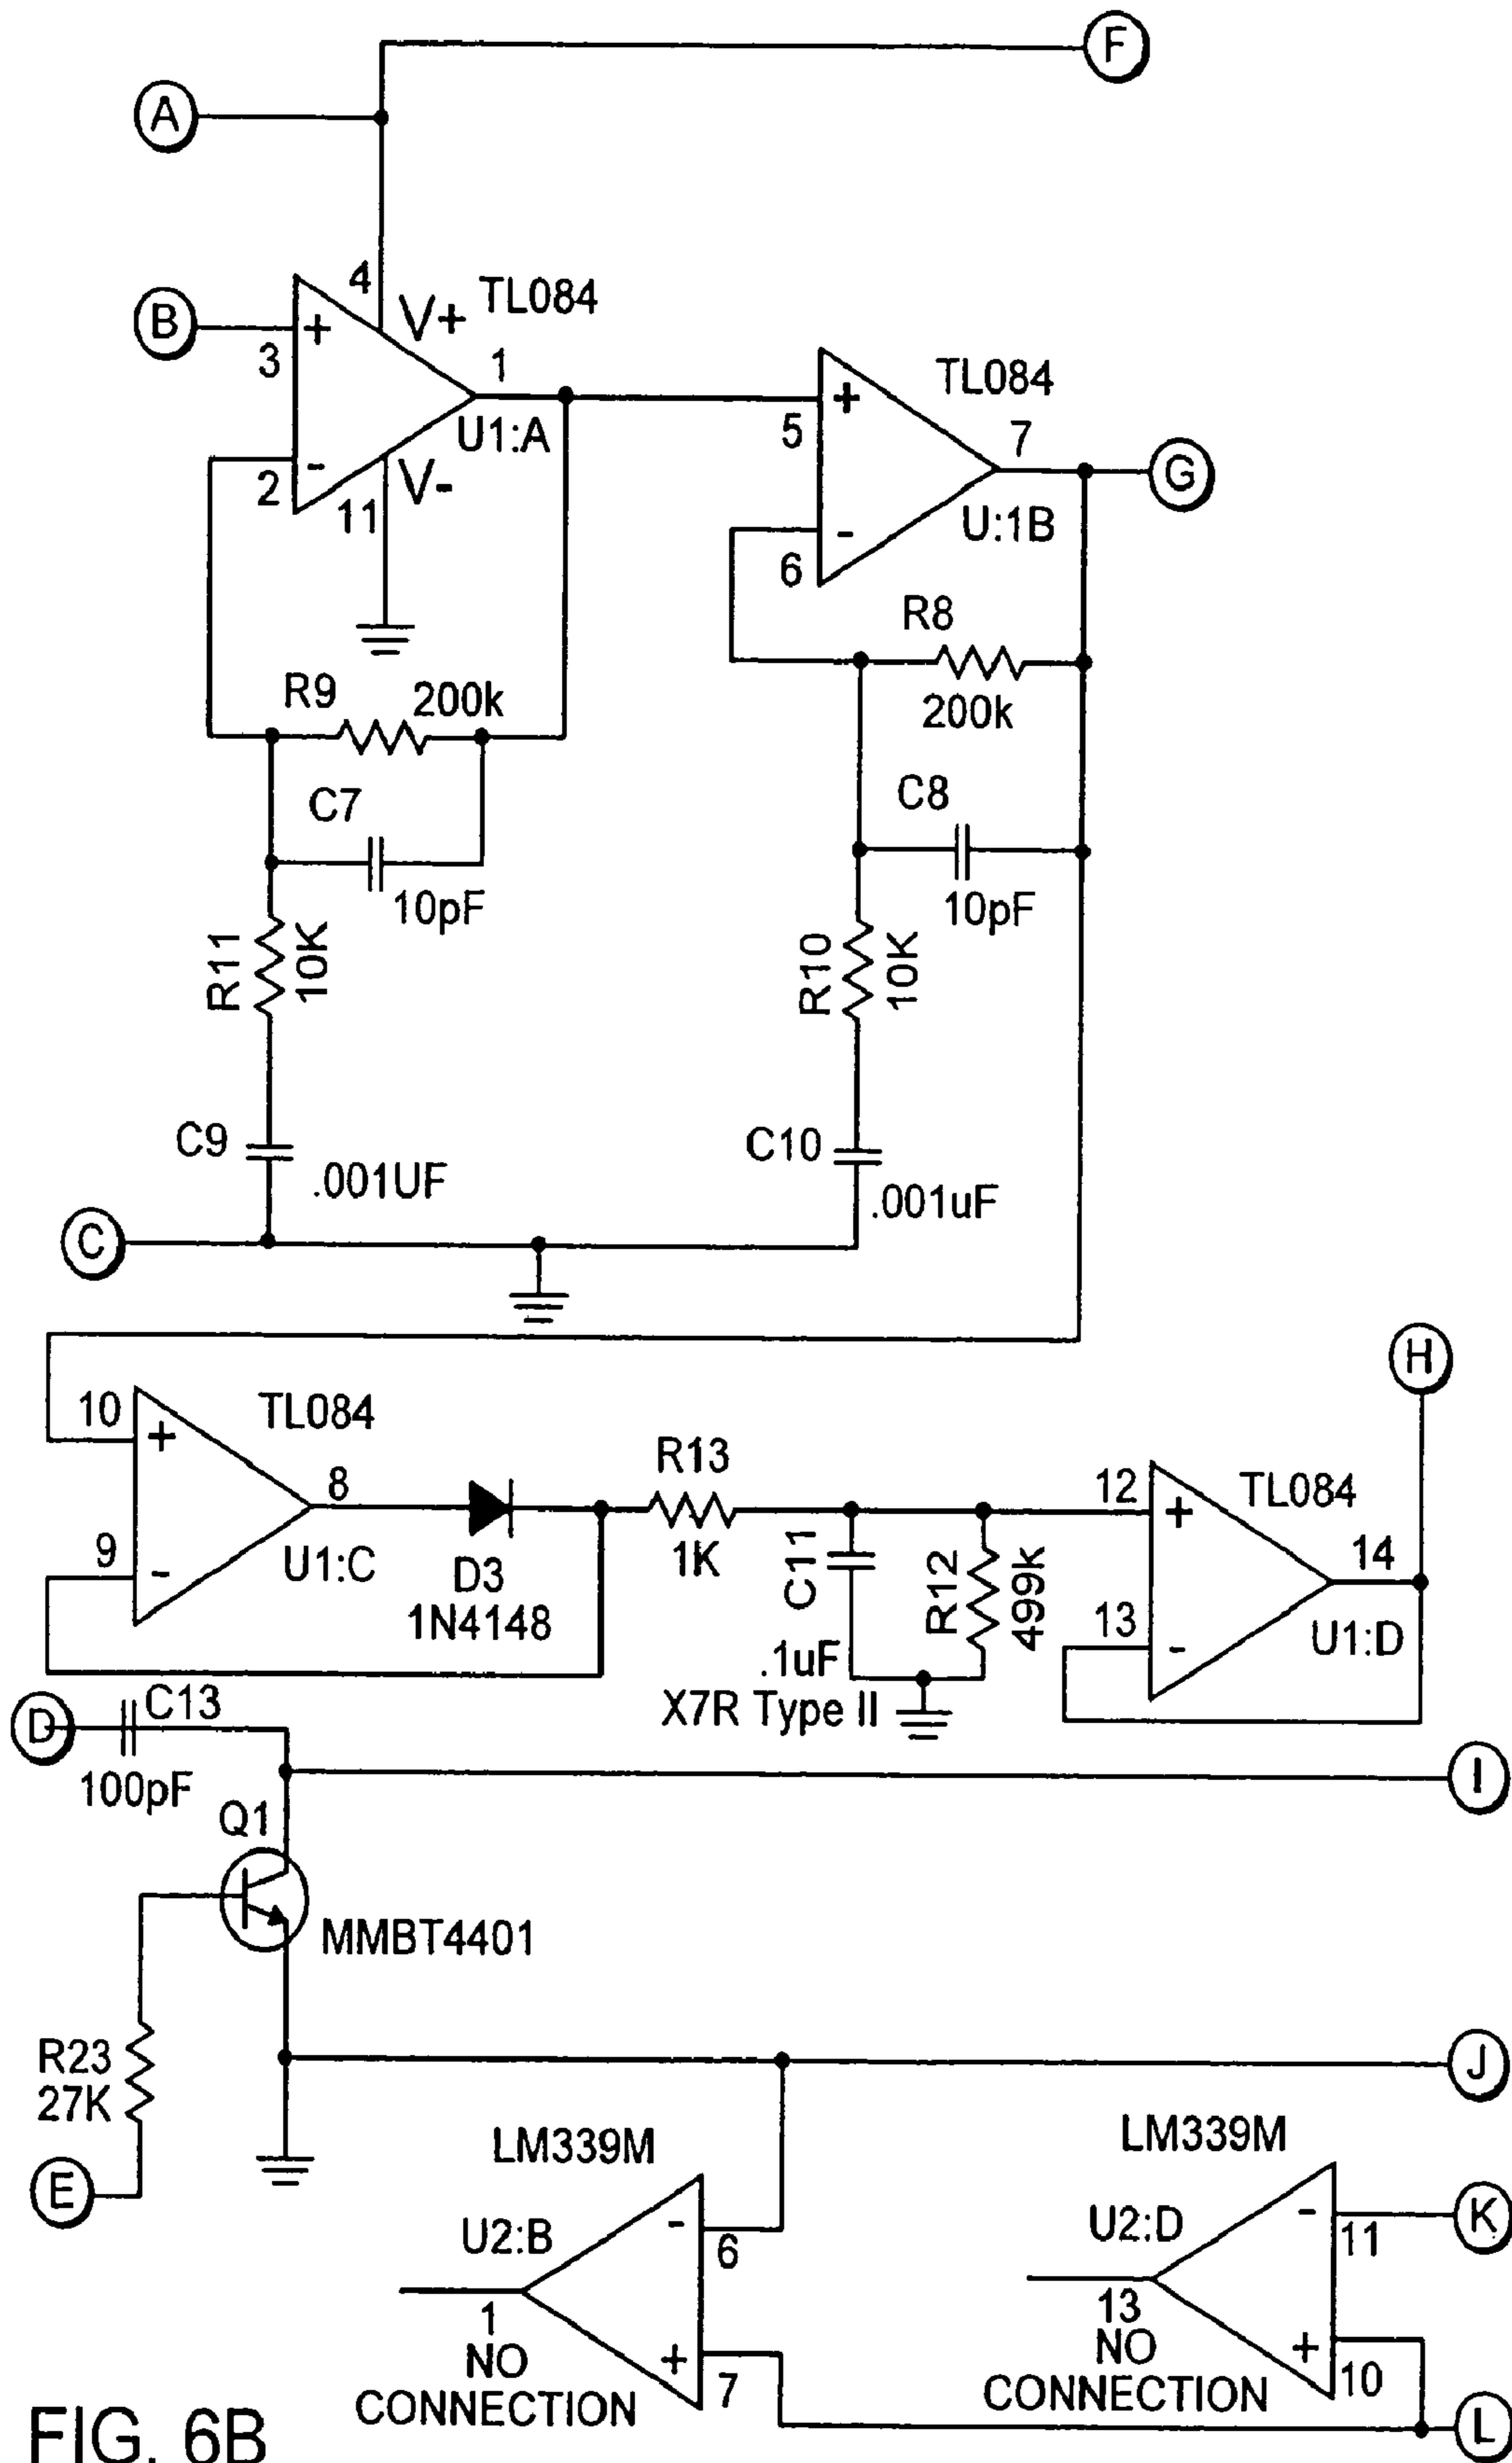 F
A
4
V+
TL084
B
+
3
1
U1:A
-
2
V-
11
TL084
+
5
7
G
-
6
U:1B
R8
200k
R9
200k
C7
10pF
C8
10pF
R11
10K
R10
10K
C9
.001UF
C10
.001uF
C
H
10
TL084
+
8
9
-
U1:C
D3
1N4148
R13
1K
C11
.1uF
X7R Type II
R12
499k
12
TL084
+
14
13
-
U1:D
D
C13
100pF
I
Q1
MMBT4401
R23
27K
E
J
LM339M
U2:B
-
6
1
NO
CONNECTION
+
7
LM339M
U2:D
-
11
K
13
NO
CONNECTION
+
10
L
FIG. 6B